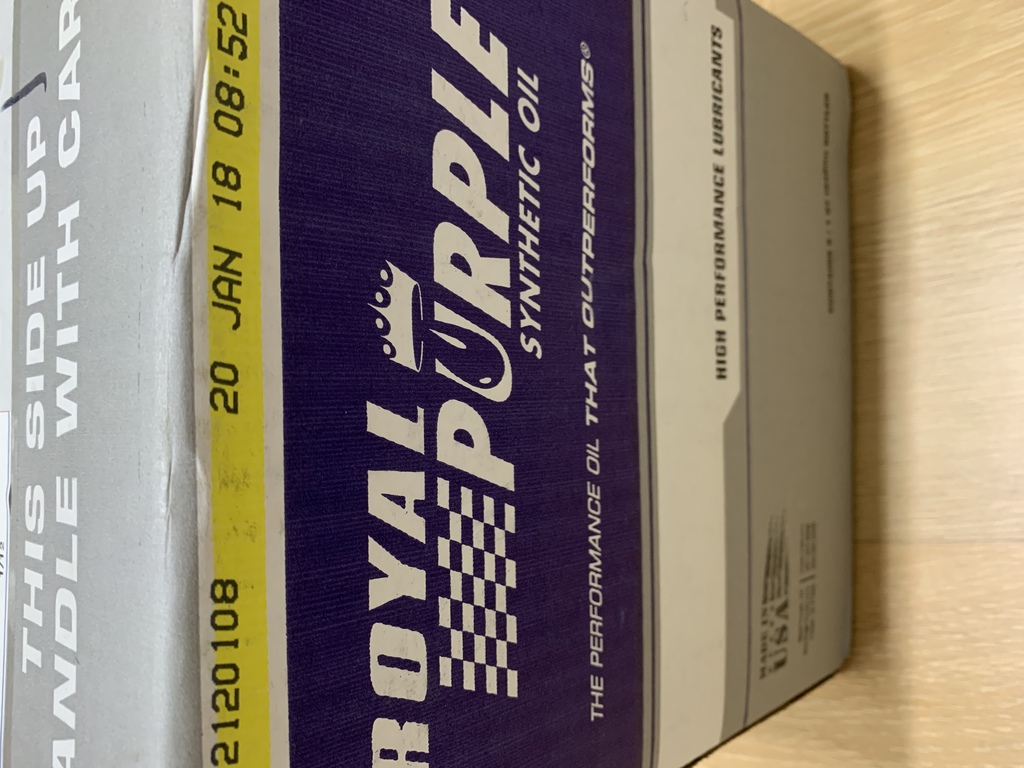 THIS SIDE UP
ANDLE WITH CAR
2120108 20 JAN 18 08:52
ROYAL
PURPLE
SYNTHETIC OIL
THE PERFORMANCE OIL THAT OUTPERFORMS®
HIGH PERFORMANCE LUBRICANTS
MADE IN
USA